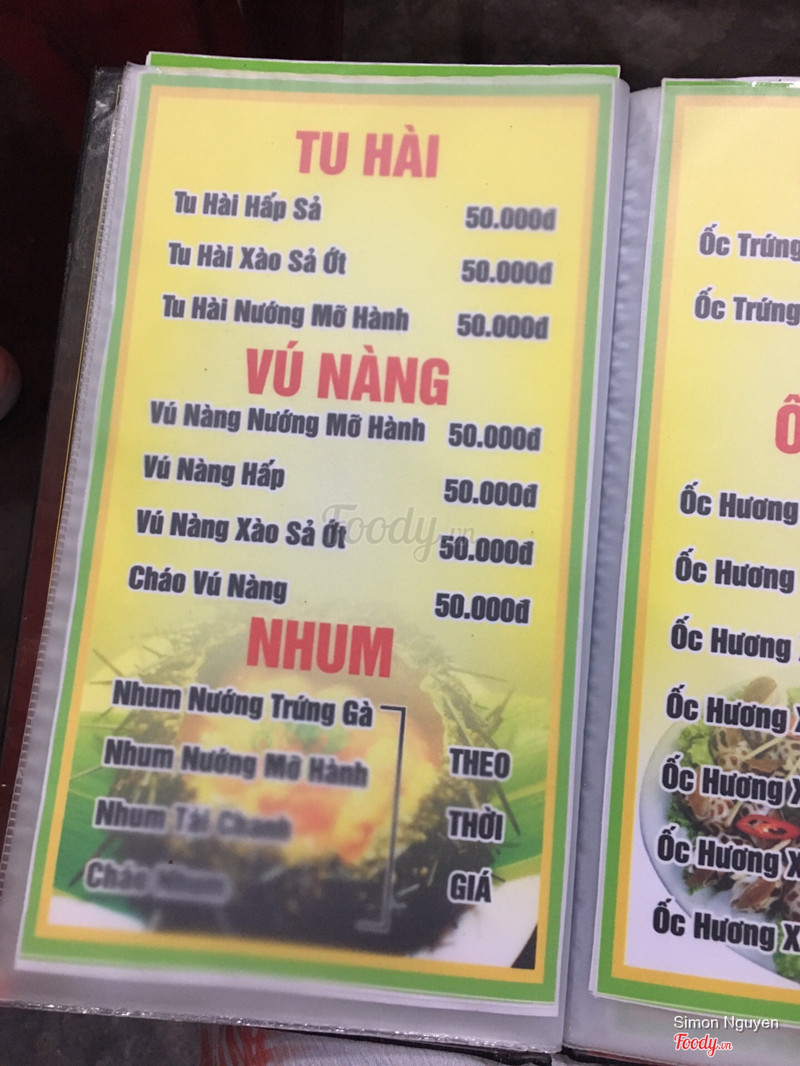 TU HÀI
Tu Hài Hấp Sả 50.000đ
Tu Hài Xào Sả Ớt 50.000đ
Tu Hài Nướng Mỡ Hành 50.000đ
VÚ NÀNG
Vú Nàng Nướng Mỡ Hành 50.000đ
Vú Nàng Hấp 50.000đ
Vú Nàng Xào Sả Ớt 50.000đ
Cháo Vú Nàng 50.000đ
NHUM
Nhum Nướng Trứng Gà
Nhum Nướng Mỡ Hành
Nhum Tái Chanh
Cháo Nhum
THEO
THỜI
GIÁ
Ốc Trứng
Ốc Trứng
Ố
Ốc Hương
Ốc Hương
Ốc Hương
Ốc Hương X
Ốc Hương X
Ốc Hương X
Ốc Hương X
Foody.vn
Simon Nguyen
Foody.vn